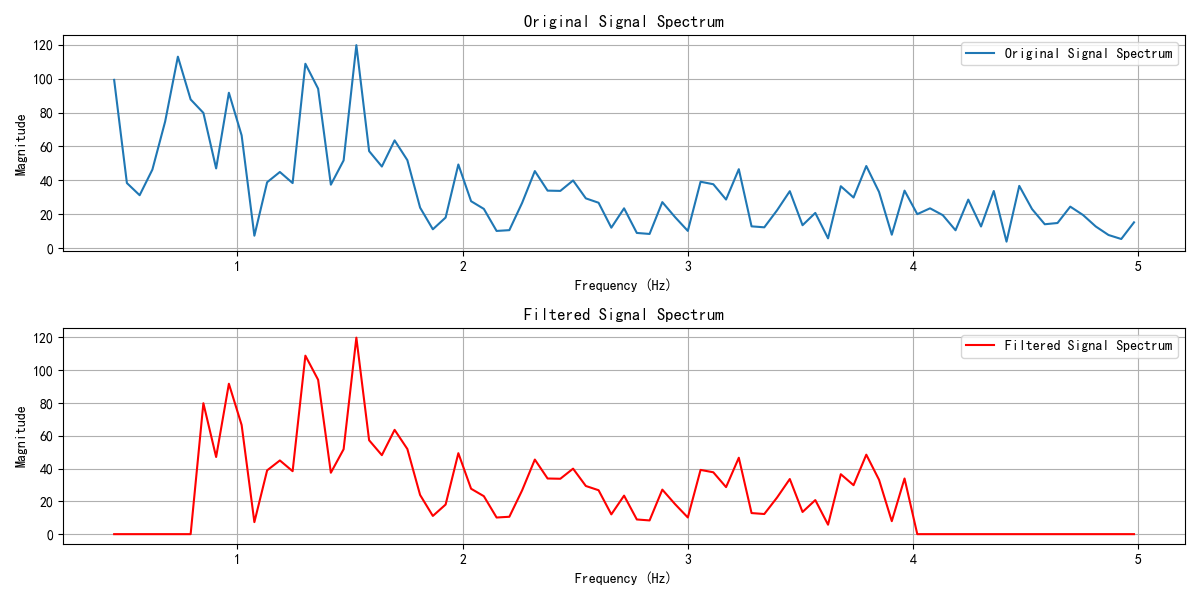 Original Signal Spectrum
120
100
80
60
40
20
0
Magnitude
Original Signal Spectrum
1 2 3 4 5
Frequency (Hz)
Filtered Signal Spectrum
120
100
80
60
40
20
0
Magnitude
Filtered Signal Spectrum
1 2 3 4 5
Frequency (Hz)